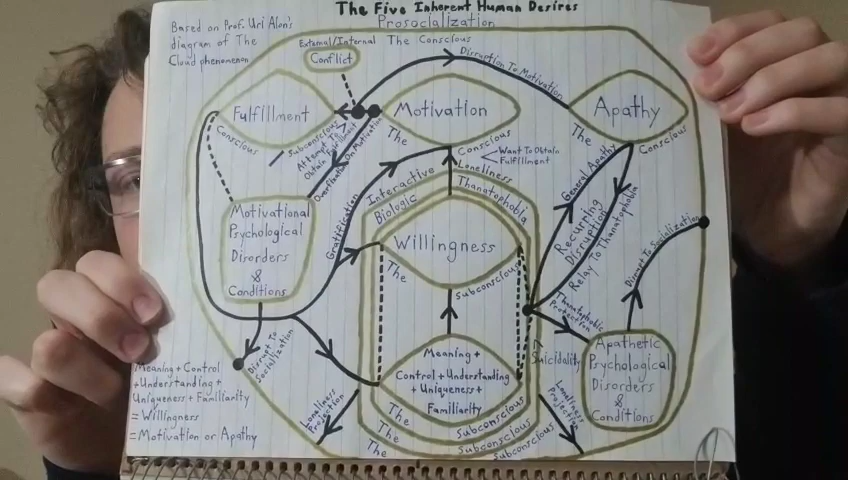 The Five Inherent Human Desires
Prosocialization
Based on Prof. Uri Alon's
diagram of The
Cloud phenomenon
External/Internal
Conflict
The Conscious
Disruption To Motivation
Fulfillment
Conscious
Subconscious
Attempt To
Obtain Fulfillment
Overfixation On Motivation
Motivation
The
Conscious
Want To Obtain
Fulfillment
Apathy
The
Conscious
Motivational
Psychological
Disorders
&
Conditions
Gratification
Interactive
Loneliness
Biologic
Thanatophobia
Willingness
The
Subconscious
General Apathy
Recurring
Disruption
Relay To Thanatophobia
Disrupt To Socialization
Thanatophobic
Protection
Suicidality
Apathetic
Psychological
Disorders
&
Conditions
Meaning +
Control + Understanding
+ Uniqueness +
Familiarity
The
Subconscious
The
Subconscious
The
Subconscious
Disrupt To
Socialization
Loneliness
Projection
Loneliness
Projection
Meaning + Control
+ Understanding +
Uniqueness + Familiarity
= Willingness
= Motivation or Apathy